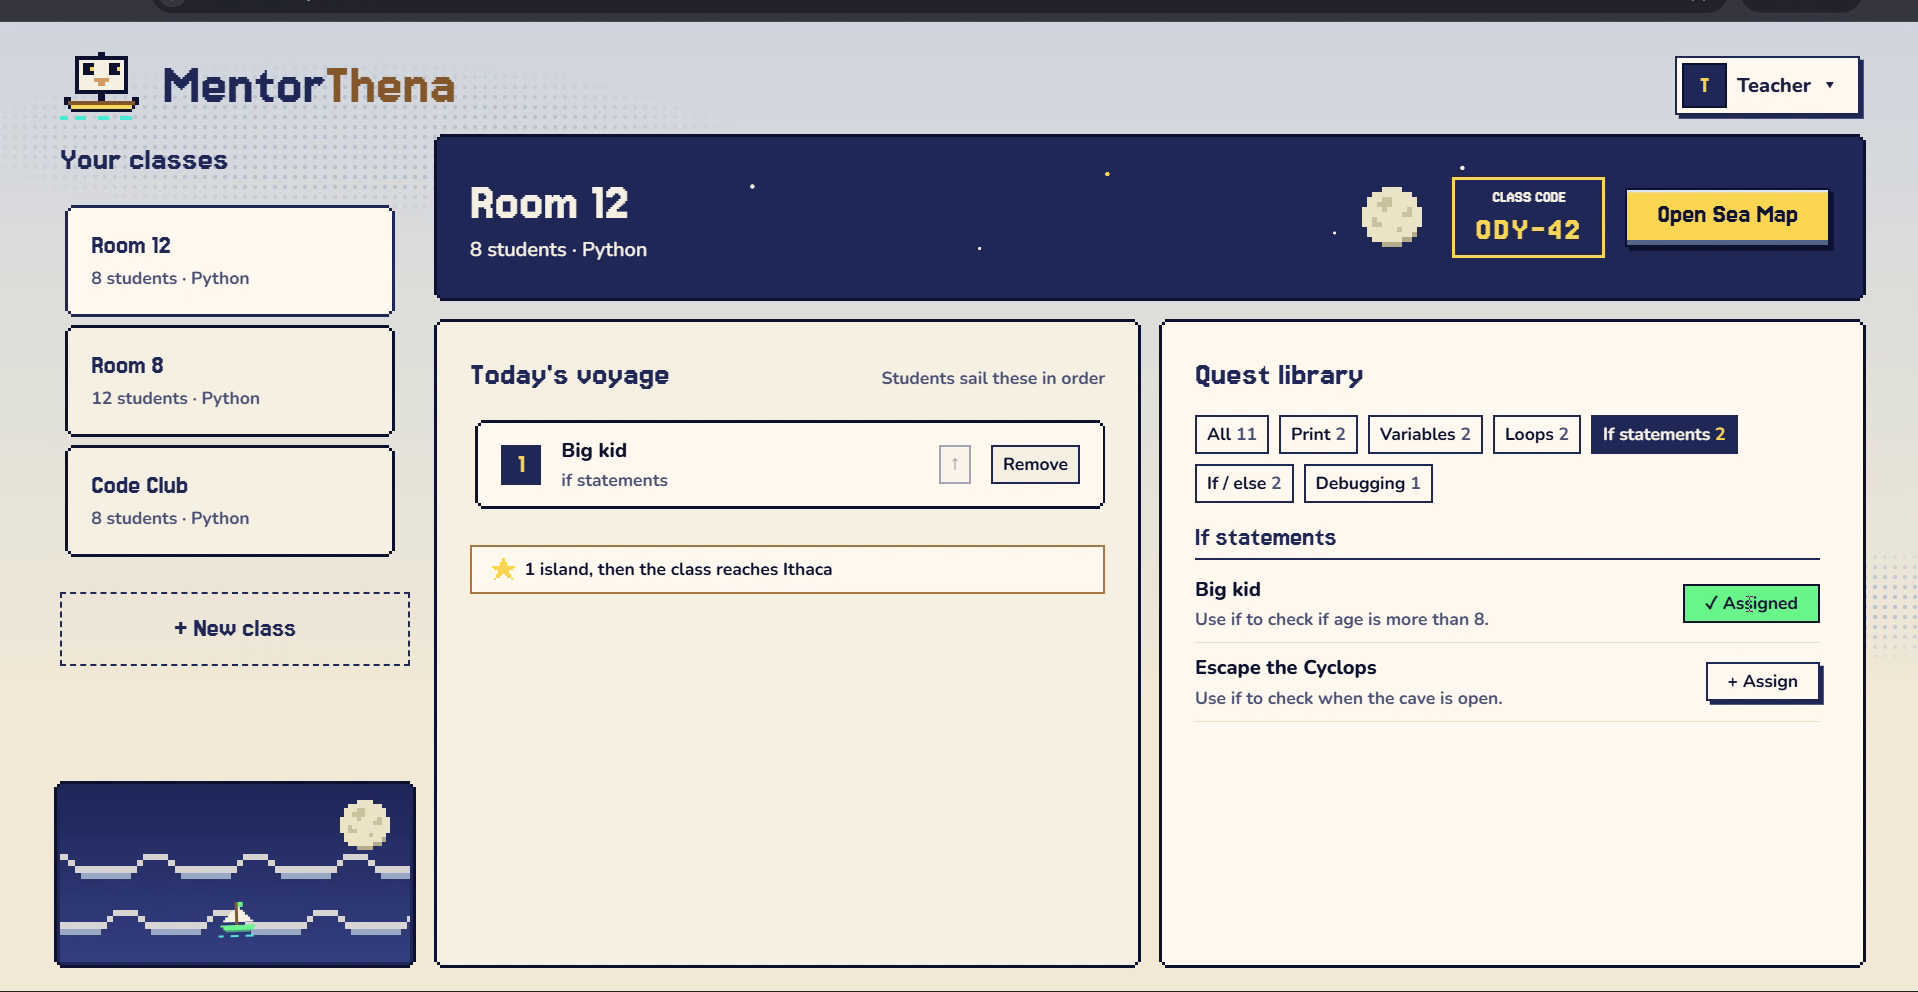 MentorThena
T Teacher ▼
Your classes
Room 12
8 students · Python
Room 8
12 students · Python
Code Club
8 students · Python
+ New class
Room 12
8 students · Python
CLASS CODE
ODY-42
Open Sea Map
Today's voyage
Students sail these in order
1
Big kid
if statements
↑
Remove
1 island, then the class reaches Ithaca
Quest library
All 11
Print 2
Variables 2
Loops 2
If statements 2
If / else 2
Debugging 1
If statements
Big kid
Use if to check if age is more than 8.
✓ Assigned
Escape the Cyclops
Use if to check when the cave is open.
+ Assign